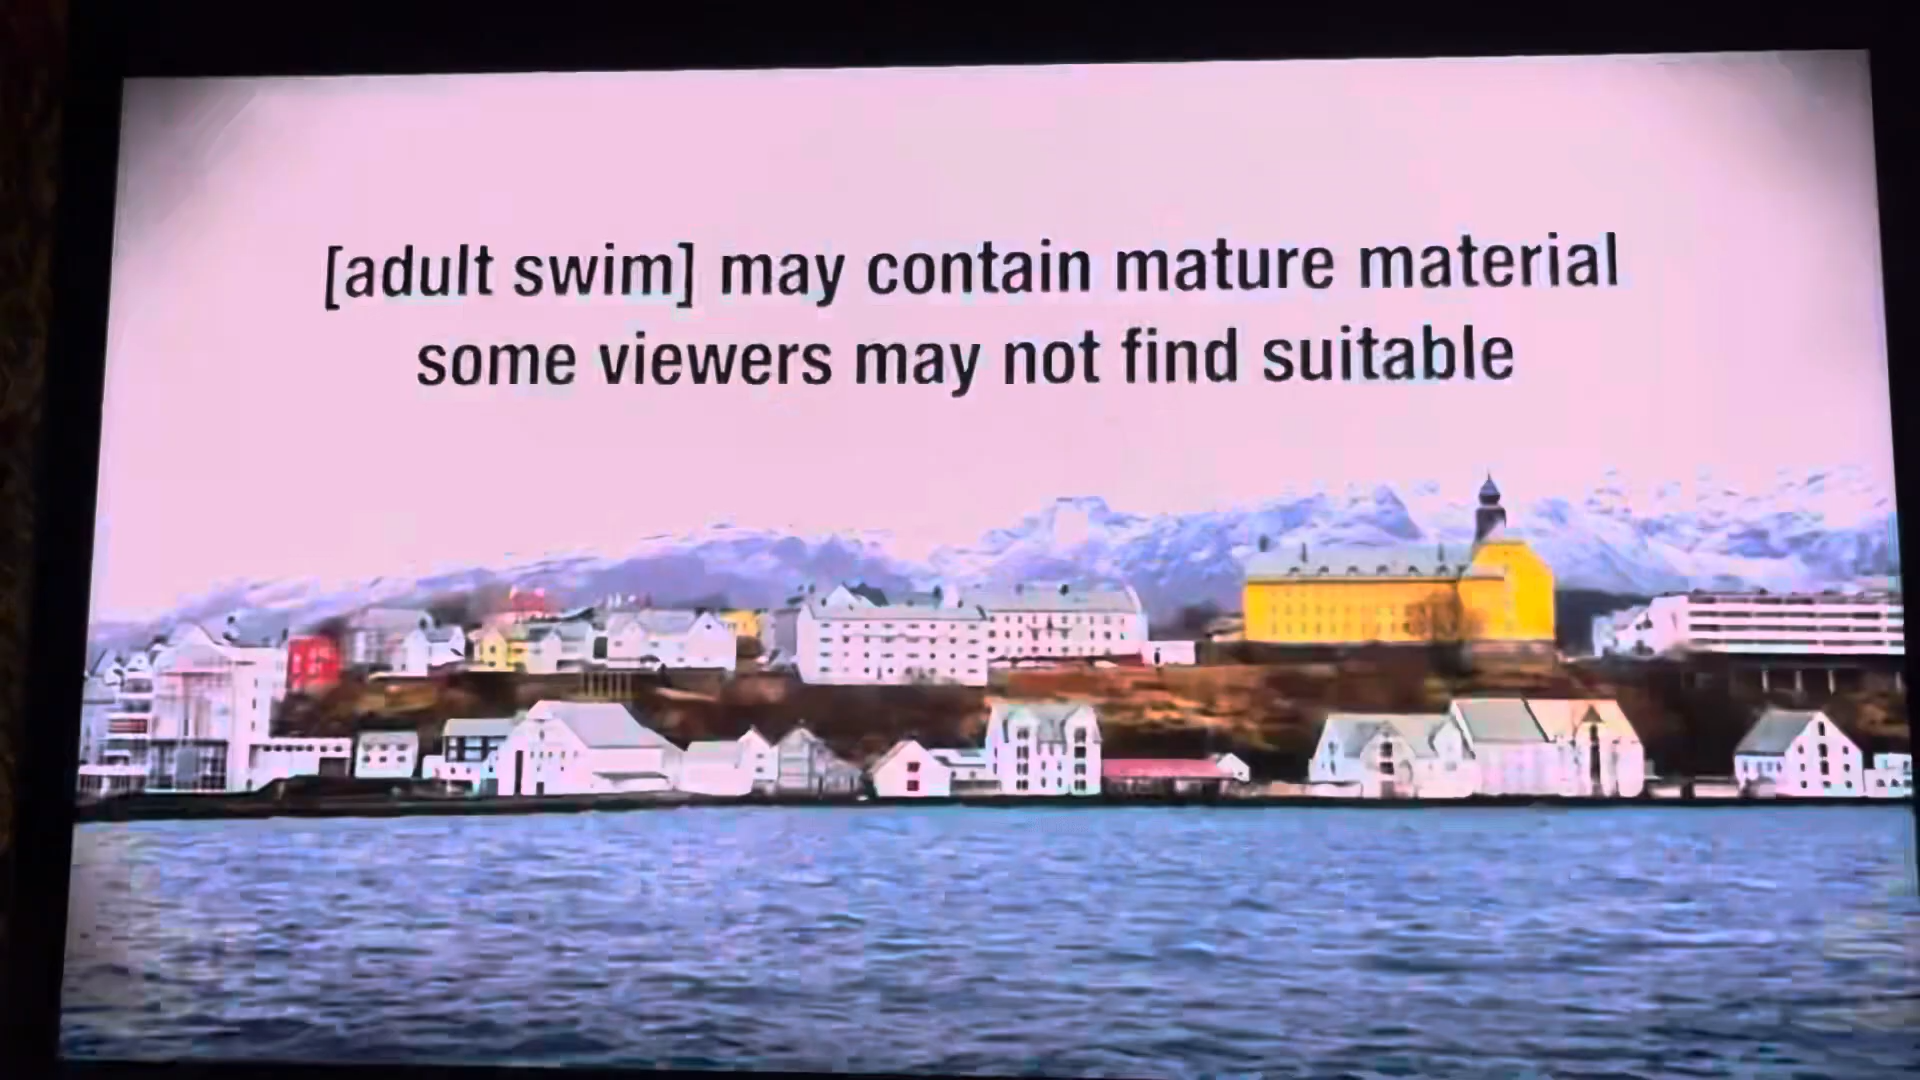 [adult swim] may contain mature material
some viewers may not find suitable